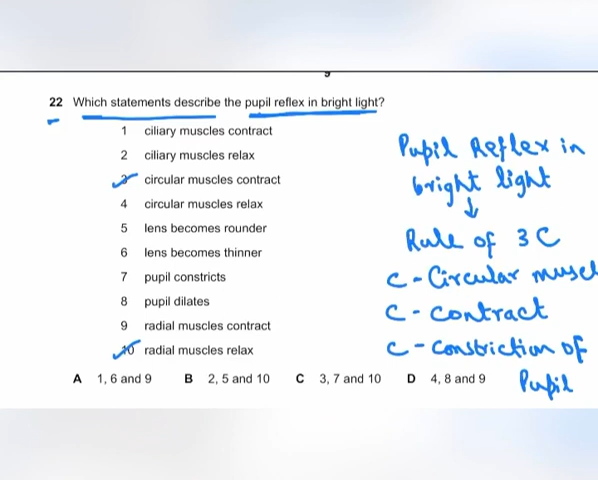 22 Which statements describe the pupil reflex in bright light?
1 ciliary muscles contract
2 ciliary muscles relax
3 circular muscles contract
4 circular muscles relax
5 lens becomes rounder
6 lens becomes thinner
7 pupil constricts
8 pupil dilates
9 radial muscles contract
10 radial muscles relax
A 1, 6 and 9 B 2, 5 and 10 C 3, 7 and 10 D 4, 8 and 9
Pupil Reflex in
bright light
↓
Rule of 3 C
C - Circular muscl
C - Contract
C - Constriction of
Pupil